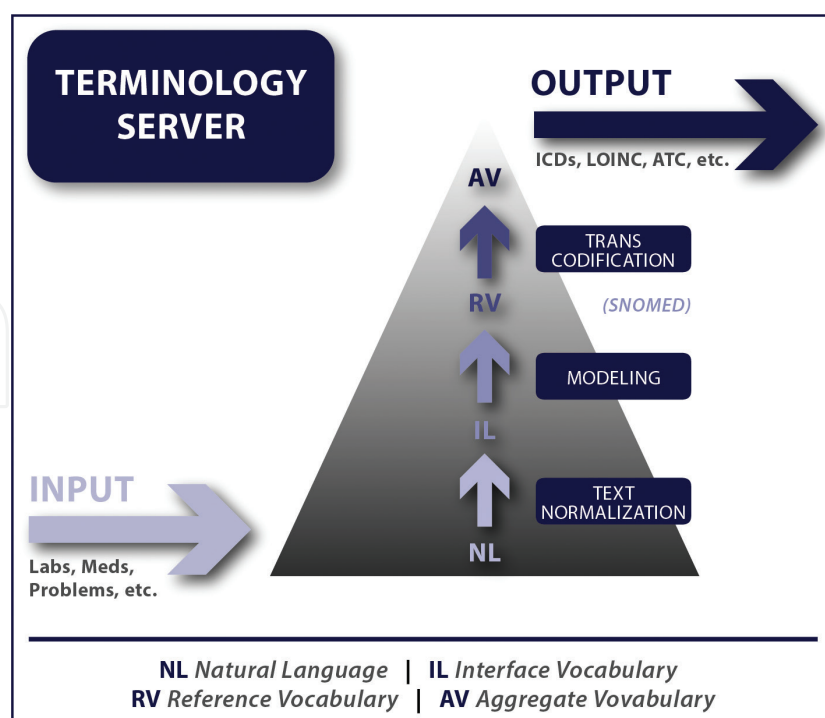 TERMINOLOGY
SERVER
OUTPUT
ICDs, LOINC, ATC, etc.
AV
TRANS
CODIFICATION
RV
(SNOMED)
MODELING
IL
INPUT
Labs, Meds,
Problems, etc.
TEXT
NORMALIZATION
NL
NL Natural Language | IL Interface Vocabulary
RV Reference Vocabulary | AV Aggregate Vovabulary